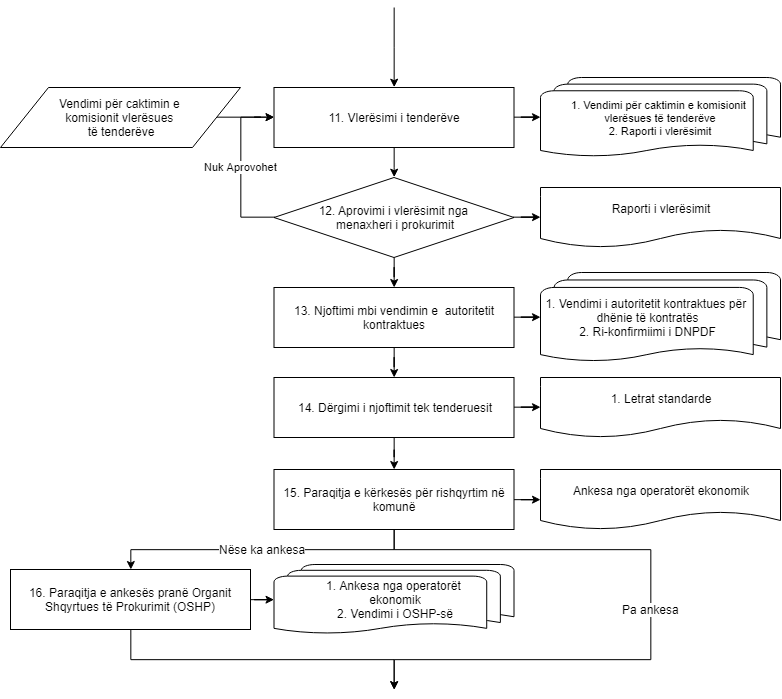 Vendimi për caktimin e
komisionit vlerësues
të tenderëve
11. Vlerësimi i tenderëve
1. Vendimi për caktimin e komisionit
vlerësues të tenderëve
2. Raporti i vlerësimit
Nuk Aprovohet
12. Aprovimi i vlerësimit nga
menaxheri i prokurimit
Raporti i vlerësimit
13. Njoftimi mbi vendimin e autoritetit
kontraktues
1. Vendimi i autoritetit kontraktues për
dhënie të kontratës
2. Ri-konfirmiimi i DNPDF
14. Dërgimi i njoftimit tek tenderuesit
1. Letrat standarde
15. Paraqitja e kërkesës për rishqyrtim në
komunë
Ankesa nga operatorët ekonomik
Nëse ka ankesa
16. Paraqitja e ankesës pranë Organit
Shqyrtues të Prokurimit (OSHP)
1. Ankesa nga operatorët
ekonomik
2. Vendimi i OSHP-së
Pa ankesa